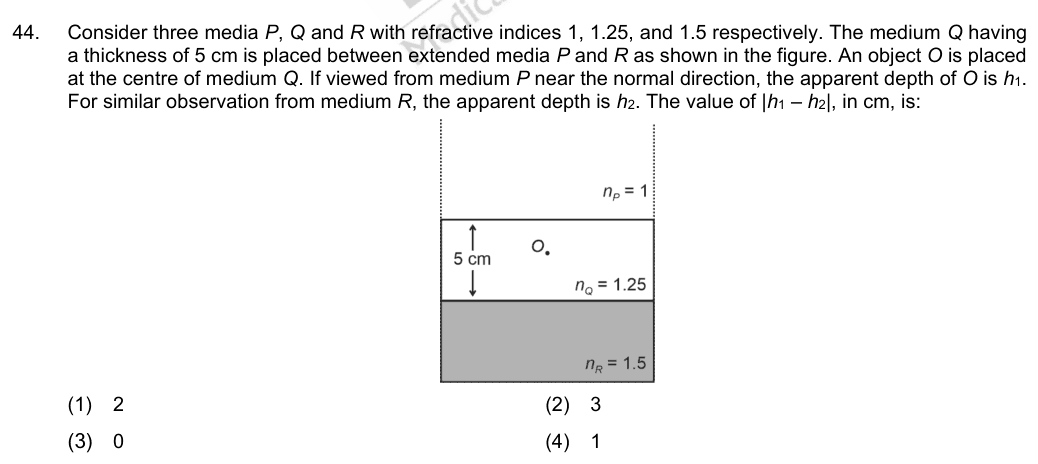 44. Consider three media P, Q and R with refractive indices 1, 1.25, and 1.5 respectively. The medium Q having
a thickness of 5 cm is placed between extended media P and R as shown in the figure. An object O is placed
at the centre of medium Q. If viewed from medium P near the normal direction, the apparent depth of O is h₁.
For similar observation from medium R, the apparent depth is h₂. The value of |h₁ – h₂|, in cm, is:
nₚ = 1
O.
5 cm
n_Q = 1.25
n_R = 1.5
(1) 2 (2) 3
(3) 0 (4) 1